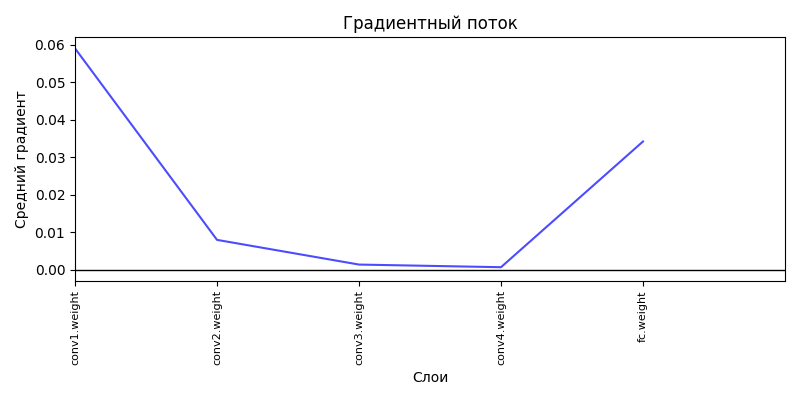 Градиентный поток
Средний градиент
0.06
0.05
0.04
0.03
0.02
0.01
0.00
conv1.weight
conv2.weight
conv3.weight
conv4.weight
fc.weight
Слои